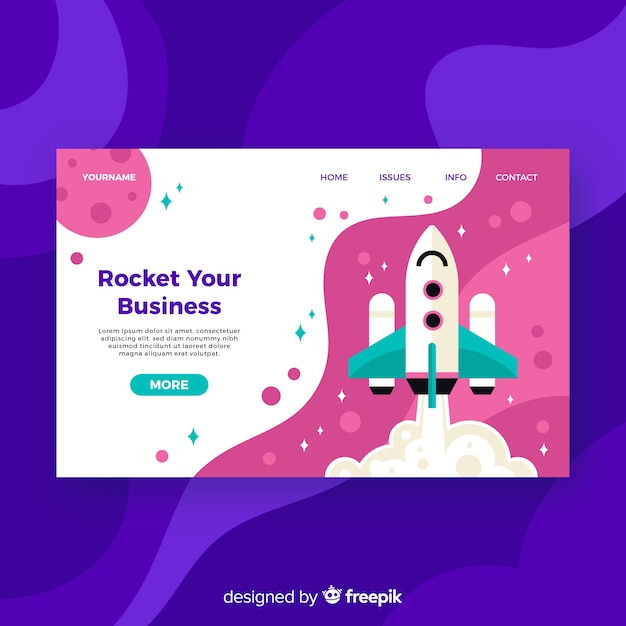 YOURNAME
HOME ISSUES INFO CONTACT
Rocket Your
Business
Lorem ipsum dolor sit amet,
consectetuer adipiscing elit,
sed diam nonummy nibh euismod
tincidunt ut laoreet dolore magna
aliquam erat volutpat.
MORE
designed by freepik